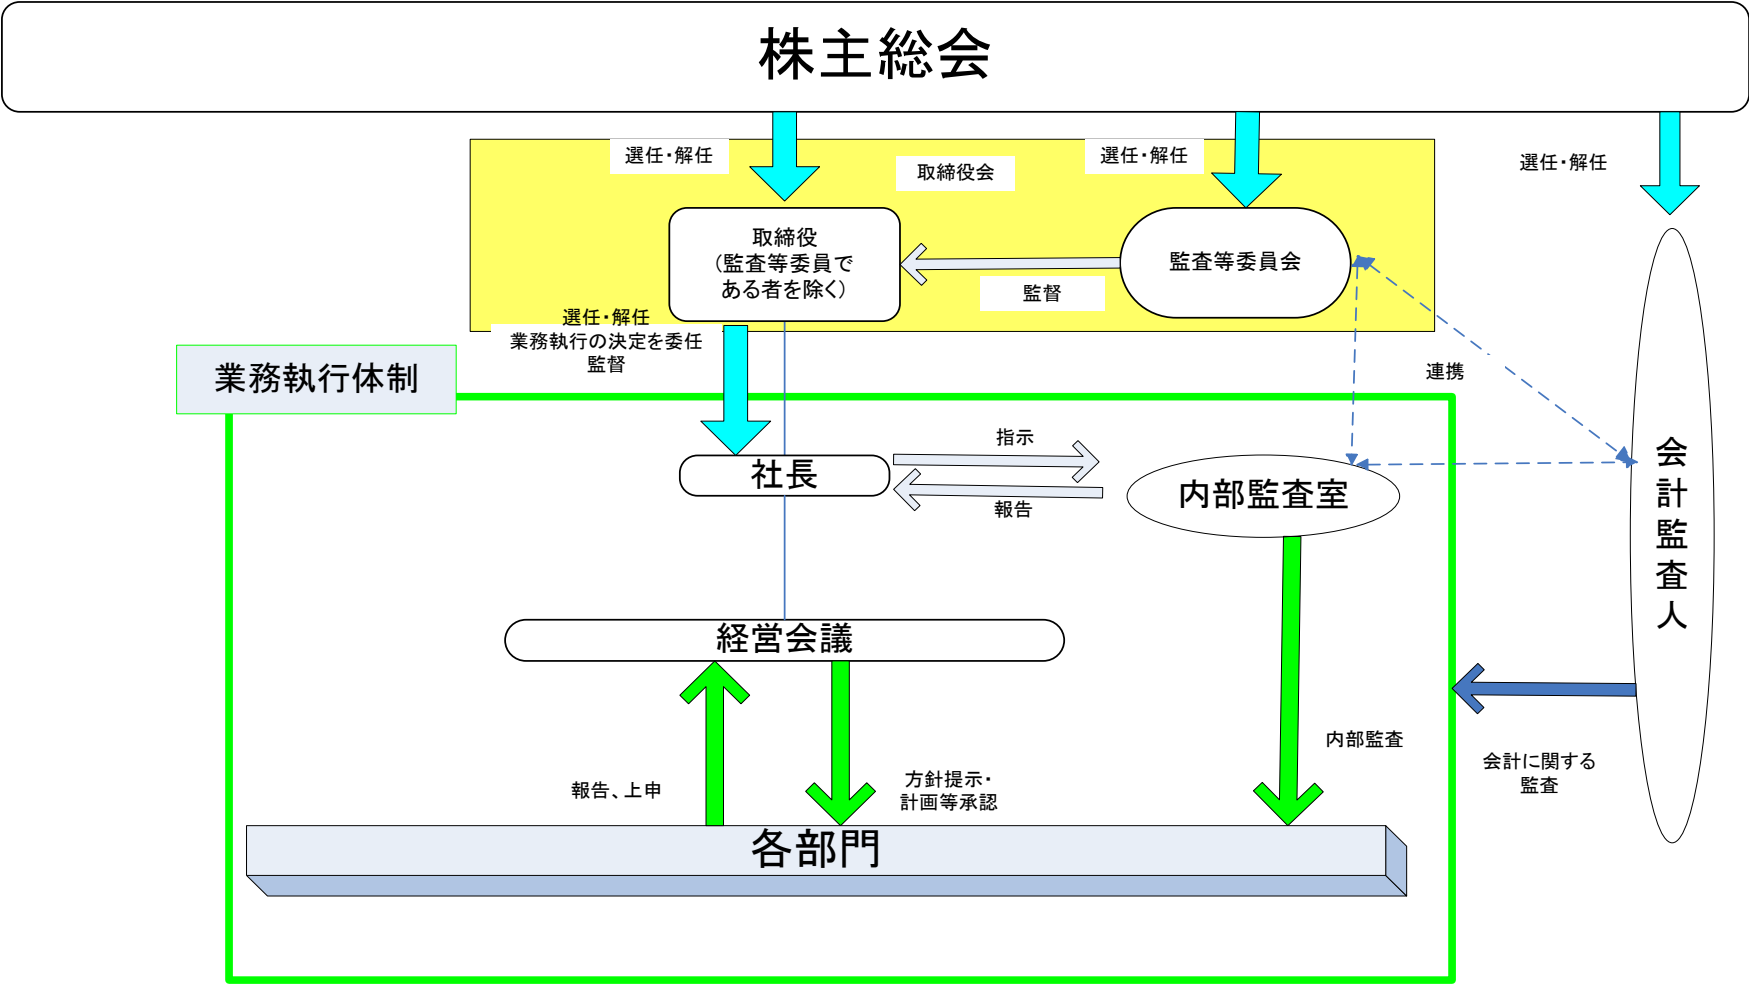 株主総会
選任・解任
取締役会
選任・解任
選任・解任
取締役
(監査等委員で
ある者を除く)
監査等委員会
監督
選任・解任
業務執行の決定を委任
監督
業務執行体制
連携
指示
社長
報告
内部監査室
会計監査人
経営会議
内部監査
会計に関する
監査
報告、上申
方針提示・
計画等承認
各部門